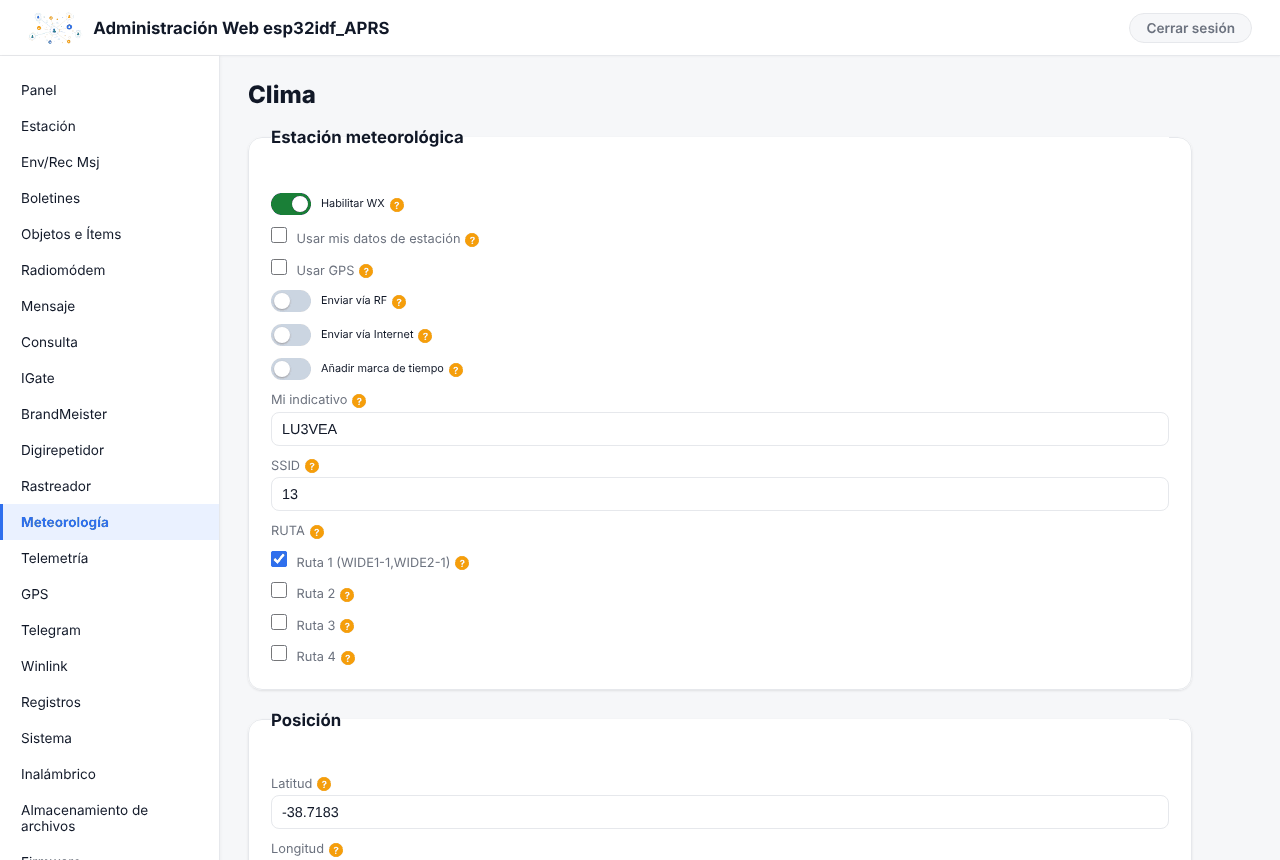 Administración Web esp32idf_APRS
Cerrar sesión
Panel
Estación
Env/Rec Msj
Boletines
Objetos e Ítems
Radiomódem
Mensaje
Consulta
IGate
BrandMeister
Digirepetidor
Rastreador
Meteorología
Telemetría
GPS
Telegram
Winlink
Registros
Sistema
Inalámbrico
Almacenamiento de
archivos
Clima
Estación meteorológica
Habilitar WX ?
Usar mis datos de estación ?
Usar GPS ?
Enviar vía RF ?
Enviar vía Internet ?
Añadir marca de tiempo ?
Mi indicativo ?
LU3VEA
SSID ?
13
RUTA ?
Ruta 1 (WIDE1-1,WIDE2-1) ?
Ruta 2 ?
Ruta 3 ?
Ruta 4 ?
Posición
Latitud ?
-38.7183
Longitud ?